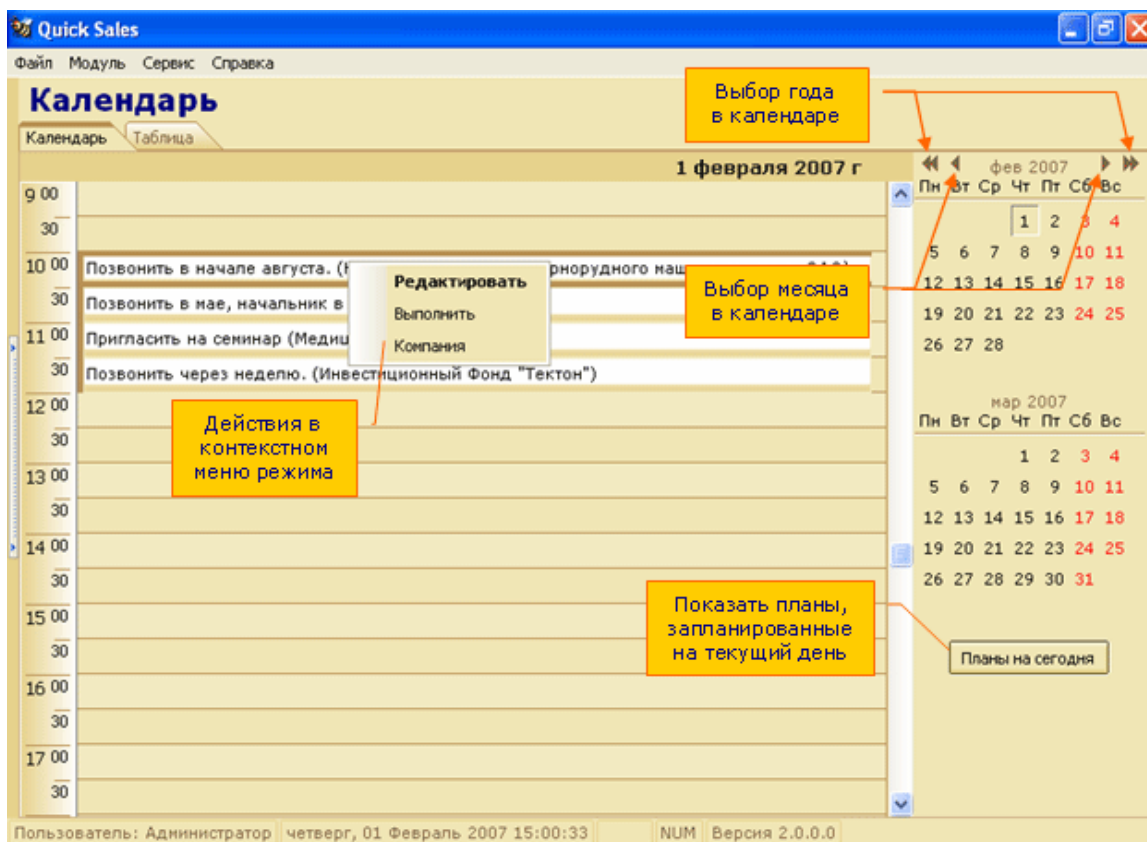 Quick Sales
Файл Модуль Сервис Справка
Календарь
Календарь Таблица
Выбор года
в календаре
1 февраля 2007 г
фев 2007
Пн Вт Ср Чт Пт Сб Вс
1 2 3 4
5 6 7 8 9 10 11
12 13 14 15 16 17 18
19 20 21 22 23 24 25
26 27 28
Выбор месяца
в календаре
мар 2007
Пн Вт Ср Чт Пт Сб Вс
1 2 3 4
5 6 7 8 9 10 11
12 13 14 15 16 17 18
19 20 21 22 23 24 25
26 27 28 29 30 31
9 00
30
10 00 Позвонить в начале августа. (
30 Позвонить в мае, начальник в
11 00 Пригласить на семинар (
30 Позвонить через неделю. (Инвестиционный Фонд "Тектон")
Редактировать
Выполнить
Компания
12 00
30
13 00
30
14 00
30
15 00
30
16 00
30
17 00
30
Действия в
контекстном
меню режима
Показать планы,
запланированные
на текущий день
Планы на сегодня
Пользователь: Администратор четверг, 01 Февраль 2007 15:00:33 NUM Версия 2.0.0.0